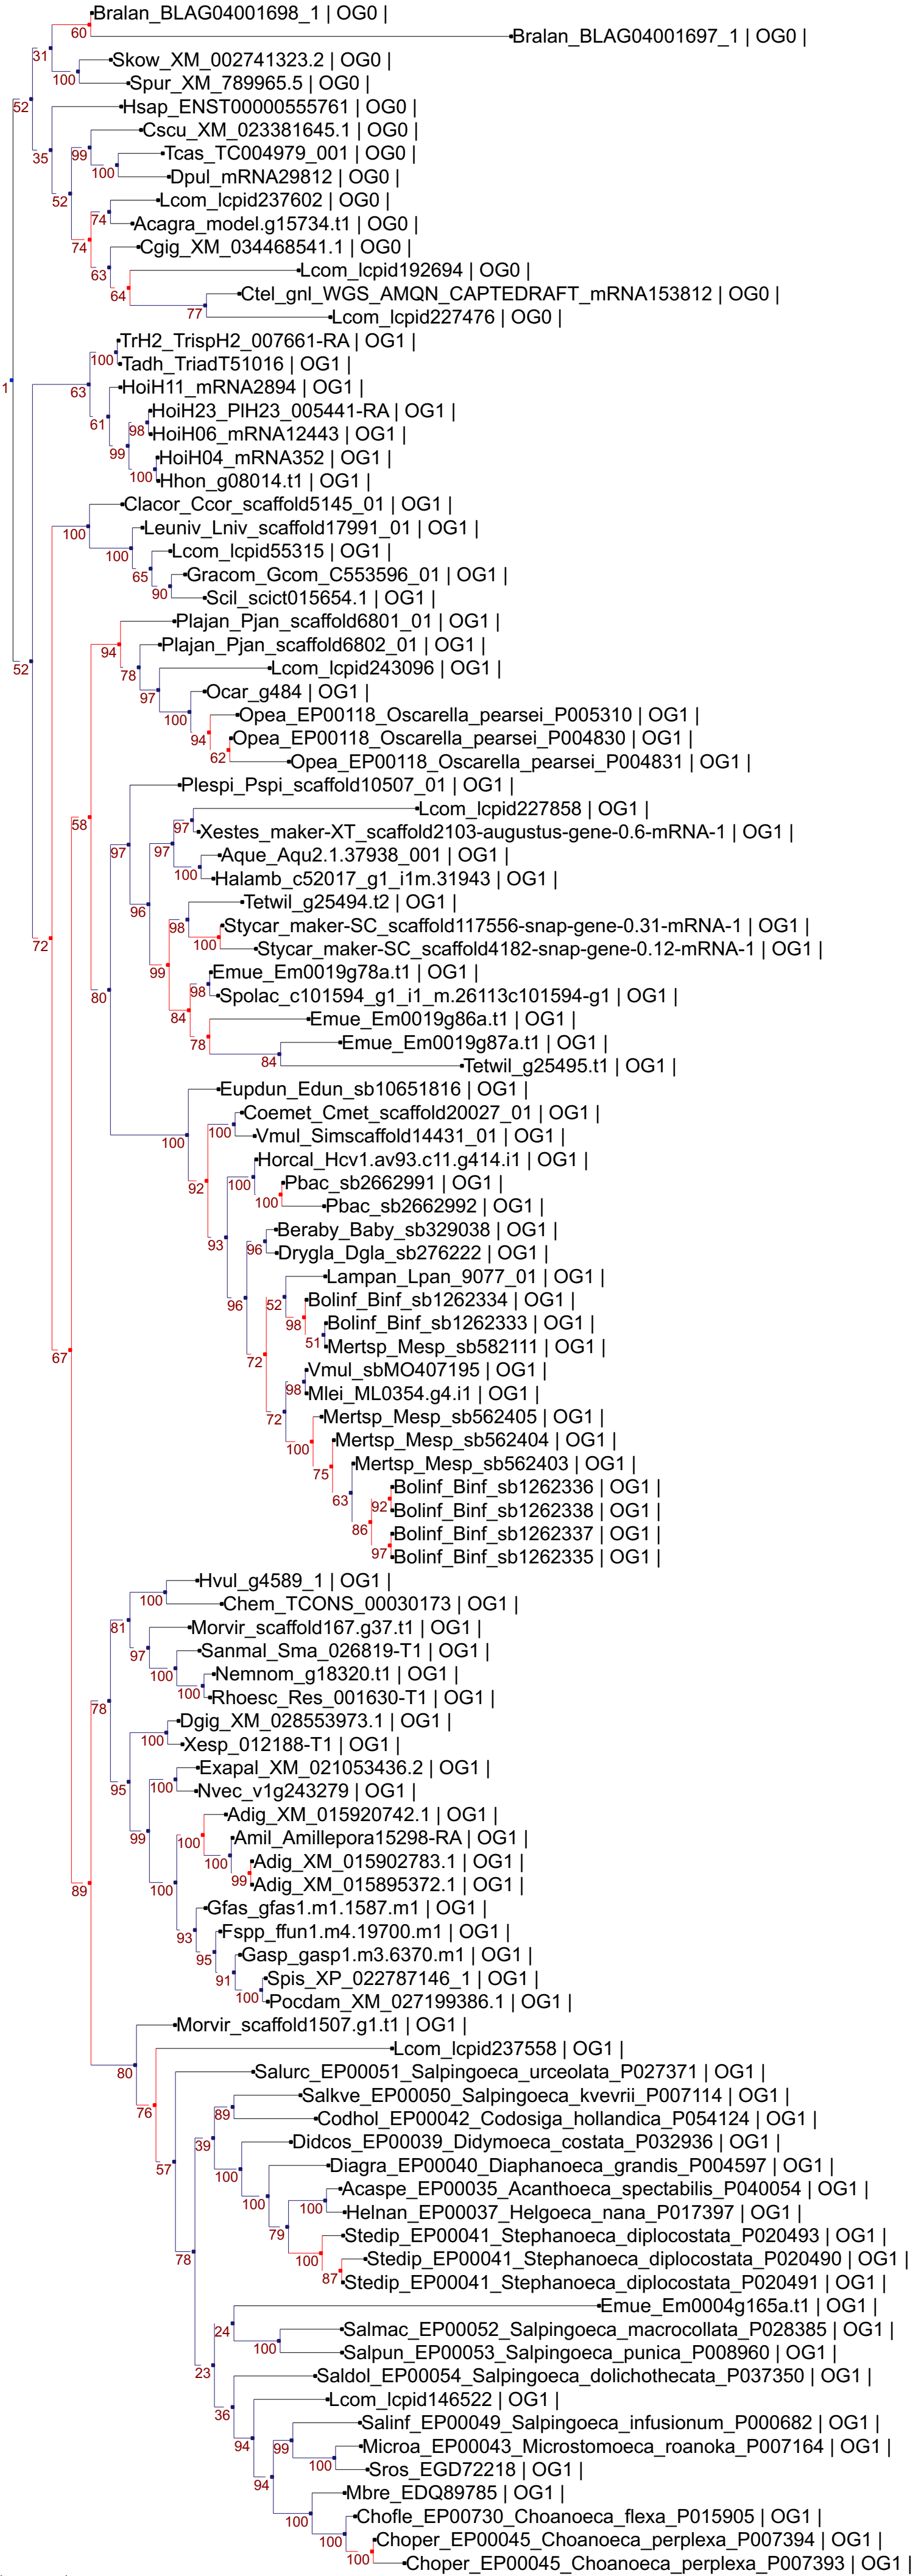 Bralan_BLAG04001698_1 | OG0 |
60
Bralan_BLAG04001697_1 | OG0 |
31
Skow_XM_002741323.2 | OG0 |
100
Spur_XM_789965.5 | OG0 |
52
Hsap_ENST00000555761 | OG0 |
Cscu_XM_023381645.1 | OG0 |
35
99
Tcas_TC004979_001 | OG0 |
100
Dpul_mRNA29812 | OG0 |
52
Lcom_lcpid237602 | OG0 |
74
Acagra_model.g15734.t1 | OG0 |
74
Cgig_XM_034468541.1 | OG0 |
63
Lcom_lcpid192694 | OG0 |
64
Ctel_gnl_WGS_AMQN_CAPTEDRAFT_mRNA153812 | OG0 |
77
Lcom_lcpid227476 | OG0 |
TrH2_TrispH2_007661-RA | OG1 |
100
Tadh_TriadT51016 | OG1 |
1
63
HoiH11_mRNA2894 | OG1 |
61
HoiH23_PlH23_005441-RA | OG1 |
98
HoiH06_mRNA12443 | OG1 |
99
HoiH04_mRNA352 | OG1 |
100
Hhon_g08014.t1 | OG1 |
Clacor_Ccor_scaffold5145_01 | OG1 |
100
Leuniv_Lniv_scaffold17991_01 | OG1 |
100
Lcom_lcpid55315 | OG1 |
65
Gracom_Gcom_C553596_01 | OG1 |
90
Scil_scict015654.1 | OG1 |
Plajan_Pjan_scaffold6801_01 | OG1 |
94
Plajan_Pjan_scaffold6802_01 | OG1 |
52
78
Lcom_lcpid243096 | OG1 |
97
Ocar_g484 | OG1 |
100
Opea_EP00118_Oscarella_pearsei_P005310 | OG1 |
94
Opea_EP00118_Oscarella_pearsei_P004830 | OG1 |
62
Opea_EP00118_Oscarella_pearsei_P004831 | OG1 |
Plespi_Pspi_scaffold10507_01 | OG1 |
58
Lcom_lcpid227858 | OG1 |
97
Xestes_maker-XT_scaffold2103-augustus-gene-0.6-mRNA-1 | OG1 |
97
97
Aque_Aqu2.1.37938_001 | OG1 |
100
Halamb_c52017_g1_i1m.31943 | OG1 |
96
Tetwil_g25494.t2 | OG1 |
98
Stycar_maker-SC_scaffold117556-snap-gene-0.31-mRNA-1 | OG1 |
100
72
Stycar_maker-SC_scaffold4182-snap-gene-0.12-mRNA-1 | OG1 |
99
Emue_Em0019g78a.t1 | OG1 |
98
80
Spolac_c101594_g1_i1_m.26113c101594-g1 | OG1 |
84
Emue_Em0019g86a.t1 | OG1 |
78
Emue_Em0019g87a.t1 | OG1 |
84
Tetwil_g25495.t1 | OG1 |
Eupdun_Edun_sb10651816 | OG1 |
Coemet_Cmet_scaffold20027_01 | OG1 |
100
100
Vmul_Simscaffold14431_01 | OG1 |
Horcal_Hcv1.av93.c11.g414.i1 | OG1 |
92
100
Pbac_sb2662991 | OG1 |
100
Pbac_sb2662992 | OG1 |
93
Beraby_Baby_sb329038 | OG1 |
96
Drygla_Dgla_sb276222 | OG1 |
Lampan_Lpan_9077_01 | OG1 |
96
52
Bolinf_Binf_sb1262334 | OG1 |
98
Bolinf_Binf_sb1262333 | OG1 |
51
Mertsp_Mesp_sb582111 | OG1 |
67
72
Vmul_sbMO407195 | OG1 |
98
Mlei_ML0354.g4.i1 | OG1 |
72
Mertsp_Mesp_sb562405 | OG1 |
100
Mertsp_Mesp_sb562404 | OG1 |
75
Mertsp_Mesp_sb562403 | OG1 |
63
Bolinf_Binf_sb1262336 | OG1 |
92
Bolinf_Binf_sb1262338 | OG1 |
86
Bolinf_Binf_sb1262337 | OG1 |
97
Bolinf_Binf_sb1262335 | OG1 |
Hvul_g4589_1 | OG1 |
100
Chem_TCONS_00030173 | OG1 |
81
Morvir_scaffold167.g37.t1 | OG1 |
97
Sanmal_Sma_026819-T1 | OG1 |
100
Nemnom_g18320.t1 | OG1 |
100
Rhoesc_Res_001630-T1 | OG1 |
78
Dgig_XM_028553973.1 | OG1 |
100
Xesp_012188-T1 | OG1 |
Exapal_XM_021053436.2 | OG1 |
95
100
Nvec_v1g243279 | OG1 |
Adig_XM_015920742.1 | OG1 |
99
100
Amil_Amillepora15298-RA | OG1 |
100
Adig_XM_015902783.1 | OG1 |
99
Adig_XM_015895372.1 | OG1 |
89
100
Gfas_gfas1.m1.1587.m1 | OG1 |
93
Fspp_ffun1.m4.19700.m1 | OG1 |
95
Gasp_gasp1.m3.6370.m1 | OG1 |
91
Spis_XP_022787146_1 | OG1 |
100
Pocdam_XM_027199386.1 | OG1 |
Morvir_scaffold1507.g1.t1 | OG1 |
Lcom_lcpid237558 | OG1 |
80
Salurc_EP00051_Salpingoeca_urceolata_P027371 | OG1 |
Salkve_EP00050_Salpingoeca_kvevrii_P007114 | OG1 |
76
89
Codhol_EP00042_Codosiga_hollandica_P054124 | OG1 |
39
Didcos_EP00039_Didymoeca_costata_P032936 | OG1 |
57
100
Diagra_EP00040_Diaphanoeca_grandis_P004597 | OG1 |
100
Acaspe_EP00035_Acanthoeca_spectabilis_P040054 | OG1 |
100
Helnan_EP00037_Helgoeca_nana_P017397 | OG1 |
79
Stedip_EP00041_Stephanoeca_diplocostata_P020493 | OG1 |
78
100
Stedip_EP00041_Stephanoeca_diplocostata_P020490 | OG1 |
87
Stedip_EP00041_Stephanoeca_diplocostata_P020491 | OG1 |
Emue_Em0004g165a.t1 | OG1 |
24
Salmac_EP00052_Salpingoeca_macrocollata_P028385 | OG1 |
100
Salpun_EP00053_Salpingoeca_punica_P008960 | OG1 |
23
Saldol_EP00054_Salpingoeca_dolichothecata_P037350 | OG1 |
Lcom_lcpid146522 | OG1 |
36
Salinf_EP00049_Salpingoeca_infusionum_P000682 | OG1 |
94
99
Microa_EP00043_Microstomoeca_roanoka_P007164 | OG1 |
100
Sros_EGD72218 | OG1 |
94
Mbre_EDQ89785 | OG1 |
100
Chofle_EP00730_Choanoeca_flexa_P015905 | OG1 |
100
Choper_EP00045_Choanoeca_perplexa_P007394 | OG1 |
100
Choper_EP00045_Choanoeca_perplexa_P007393 | OG1 |